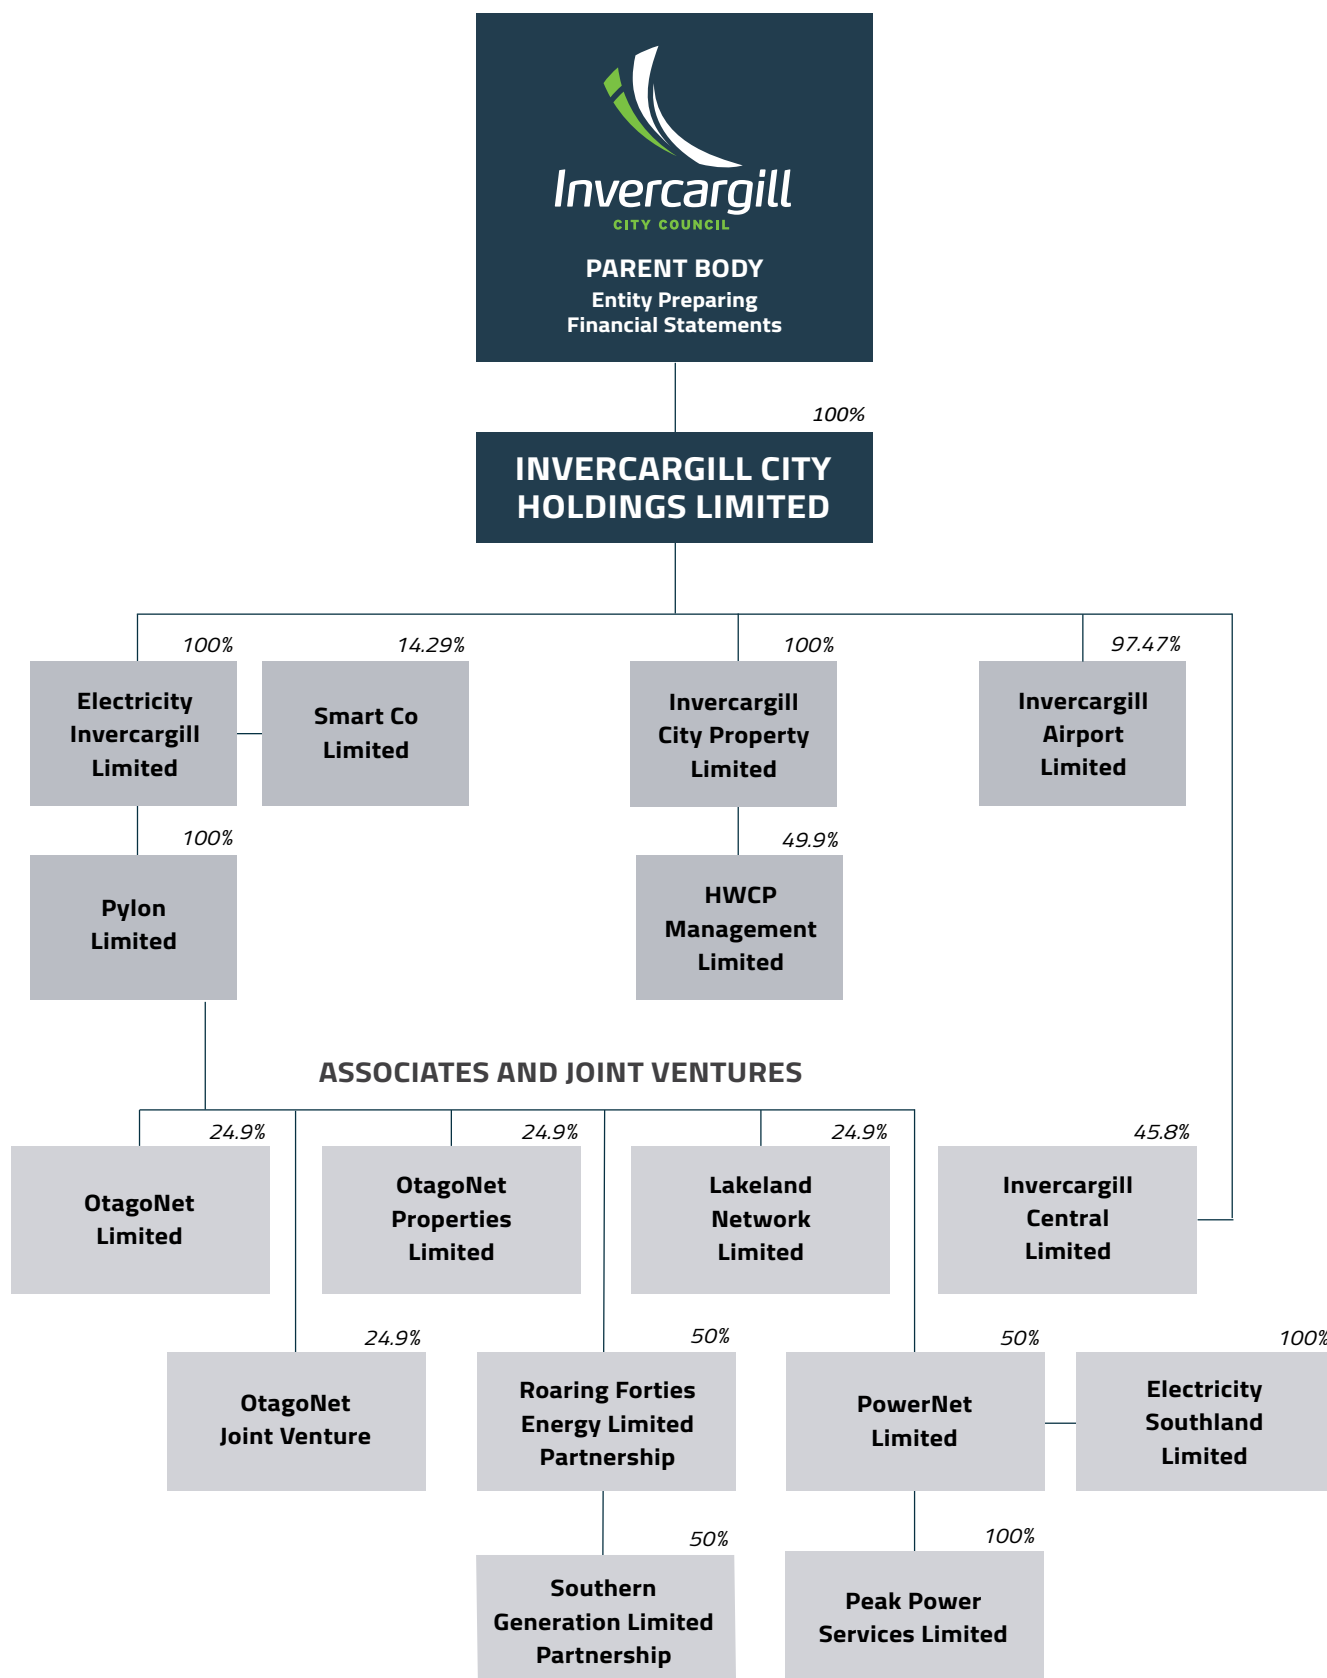 Invercargill
CITY COUNCIL
PARENT BODY
Entity Preparing
Financial Statements
100%
INVERCARGILL CITY
HOLDINGS LIMITED
100%
Electricity
Invercargill
Limited
14.29%
Smart Co
Limited
100%
Invercargill
City Property
Limited
97.47%
Invercargill
Airport
Limited
100%
Pylon
Limited
49.9%
HWCP
Management
Limited
ASSOCIATES AND JOINT VENTURES
24.9%
OtagoNet
Limited
24.9%
OtagoNet
Properties
Limited
24.9%
Lakeland
Network
Limited
45.8%
Invercargill
Central
Limited
24.9%
OtagoNet
Joint Venture
50%
Roaring Forties
Energy Limited
Partnership
50%
PowerNet
Limited
100%
Electricity
Southland
Limited
50%
Southern
Generation Limited
Partnership
100%
Peak Power
Services Limited